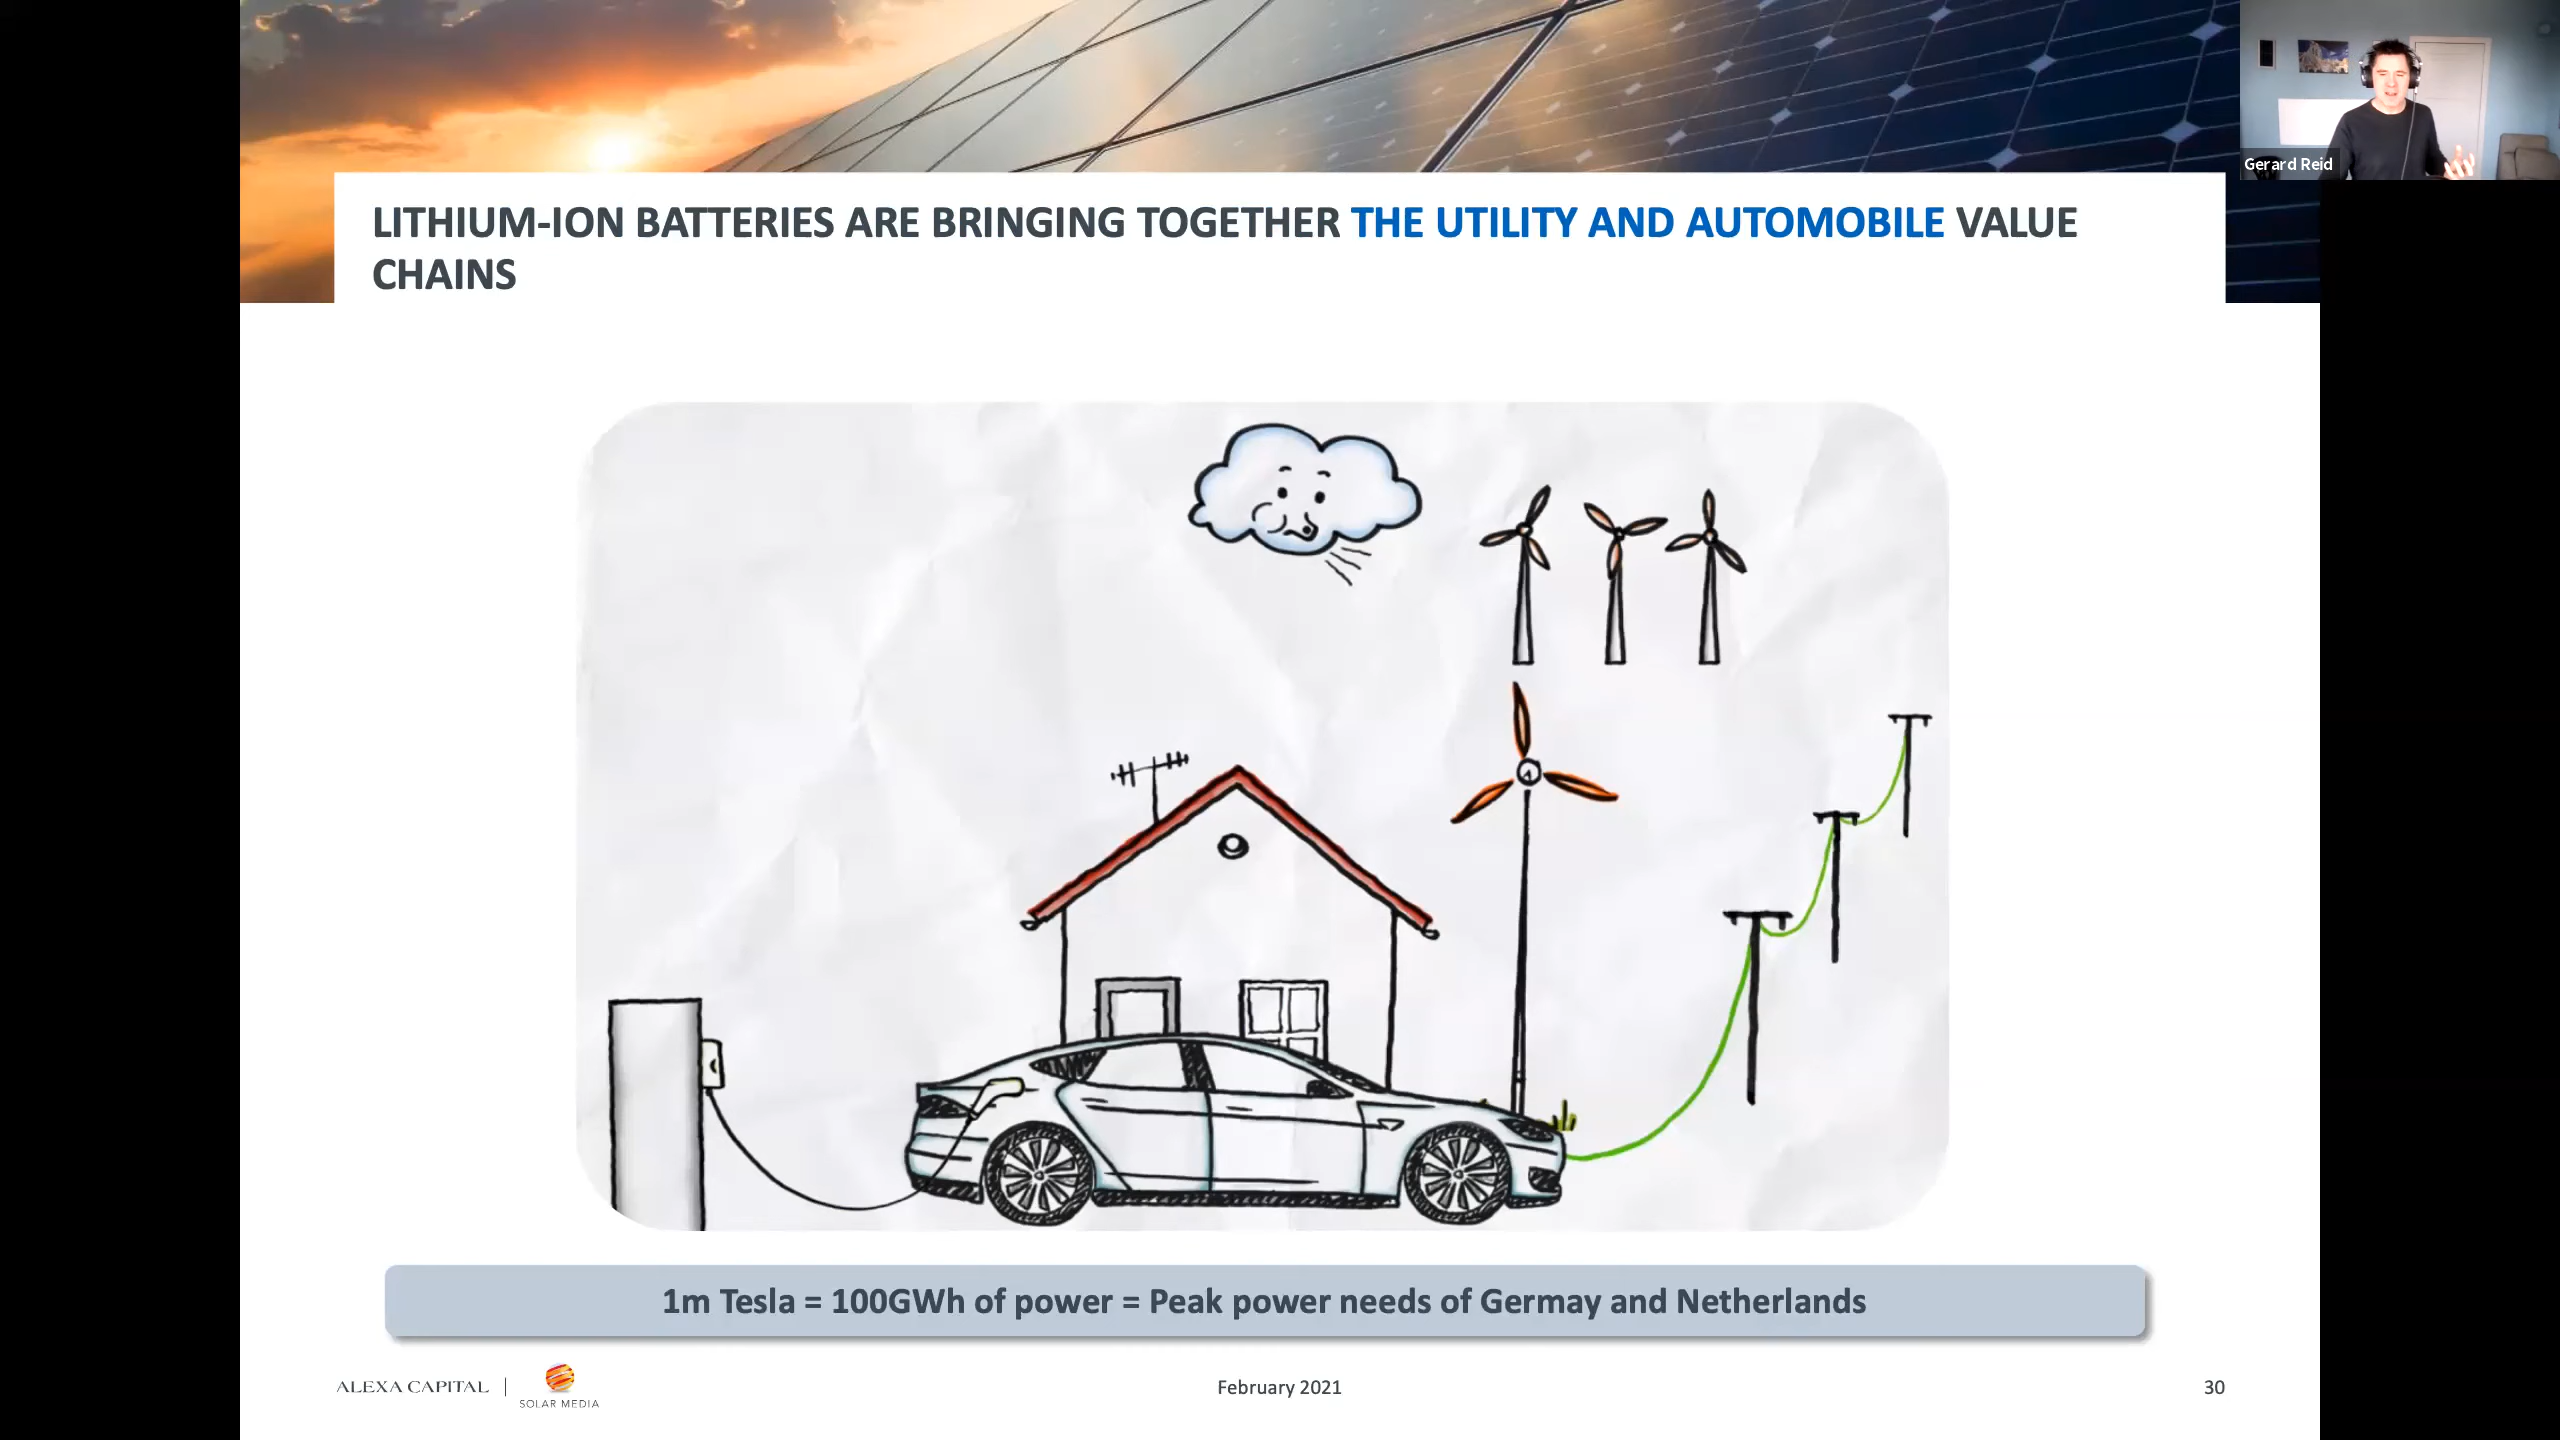 Gerard Reid
LITHIUM-ION BATTERIES ARE BRINGING TOGETHER THE UTILITY AND AUTOMOBILE VALUE
CHAINS
1m Tesla = 100GWh of power = Peak power needs of Germay and Netherlands
ALEXA CAPITAL
SOLAR MEDIA
February 2021
30